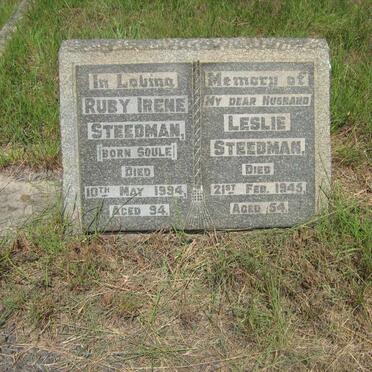 In Loving
RUBY IRENE
STEEDMAN,
[BORN SOULE]
DIED
10TH MAY 1994,
AGED 94.
Memory of
MY DEAR HUSBAND
LESLIE
STEEDMAN.
DIED
21ST FEB. 1945,
AGED 54.